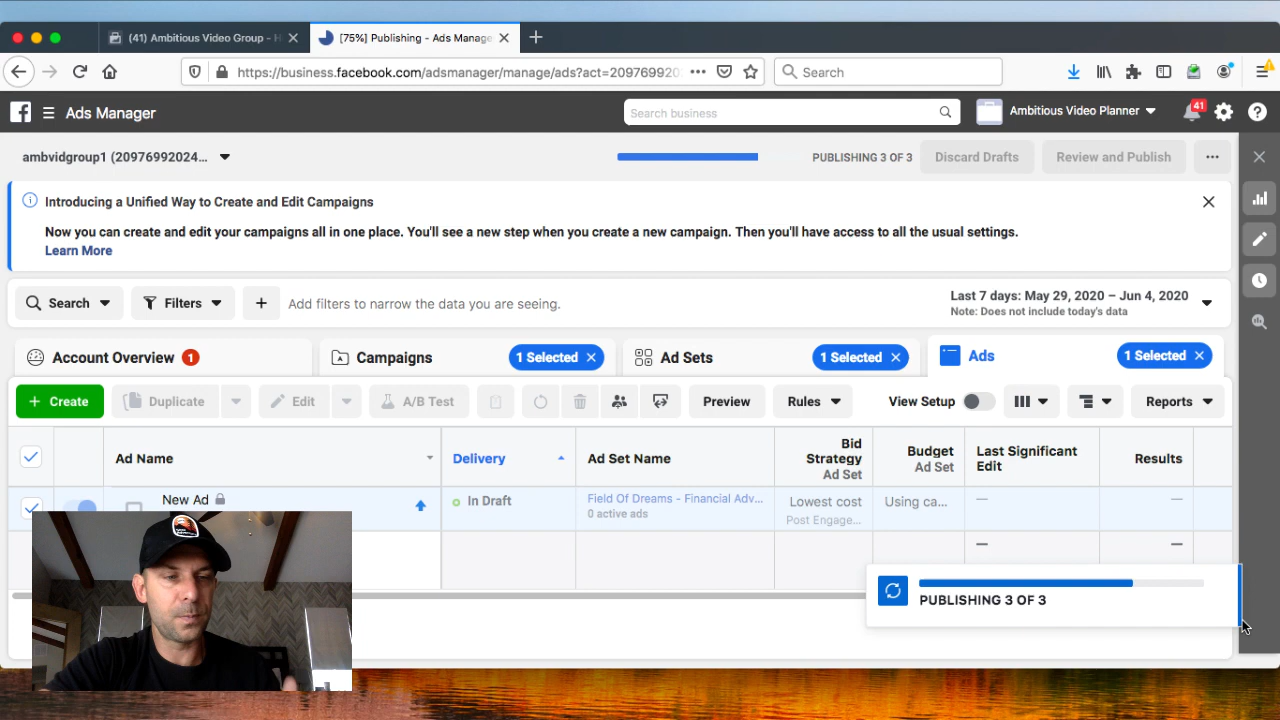 (41) Ambitious Video Group - H
[75%] Publishing - Ads Manage
https://business.facebook.com/adsmanager/manage/ads?act=209769920
Search
Ads Manager
Search business
Ambitious Video Planner
41
ambvidgroup1 (20976992024...
PUBLISHING 3 OF 3
Discard Drafts
Review and Publish
Introducing a Unified Way to Create and Edit Campaigns
Now you can create and edit your campaigns all in one place. You'll see a new step when you create a new campaign. Then you'll have access to all the usual settings.
Learn More
Search
Filters
Add filters to narrow the data you are seeing.
Last 7 days: May 29, 2020 – Jun 4, 2020
Note: Does not include today's data
Account Overview 1
Campaigns
1 Selected
Ad Sets
1 Selected
Ads
1 Selected
+ Create
Duplicate
Edit
A/B Test
Preview
Rules
View Setup
Reports
Ad Name
Delivery
Ad Set Name
Bid
Strategy
Ad Set
Budget
Ad Set
Last Significant
Edit
Results
New Ad
In Draft
Field Of Dreams - Financial Adv...
0 active ads
Lowest cost
Post Engage...
Using ca...
—
—
—
—
PUBLISHING 3 OF 3